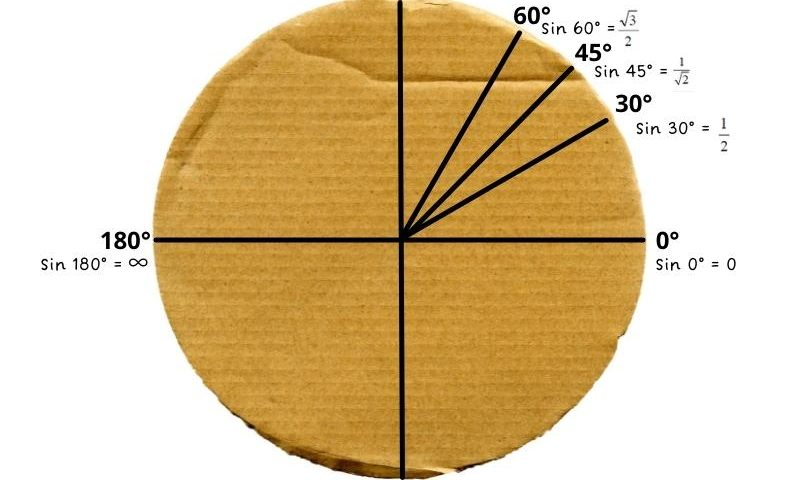 60°
Sin 60° = √3/2
45°
Sin 45° = 1/√2
30°
Sin 30° = 1/2
180°
Sin 180° = ∞
0°
Sin 0° = 0